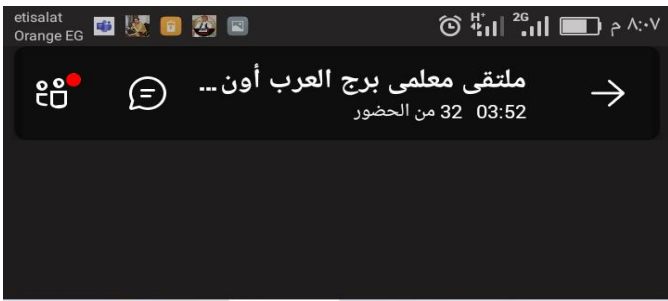 etisalat
Orange EG
H+
2G
٨:٠٧ م
ملتقى معلمى برج العرب أون...
03:52 32 من الحضور